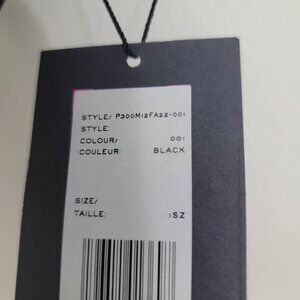 STYLE/ P300M12FA22-001
STYLE:
COLOUR/ 001
COULEUR: BLACK
SIZE/
TAILLE: 1SZ